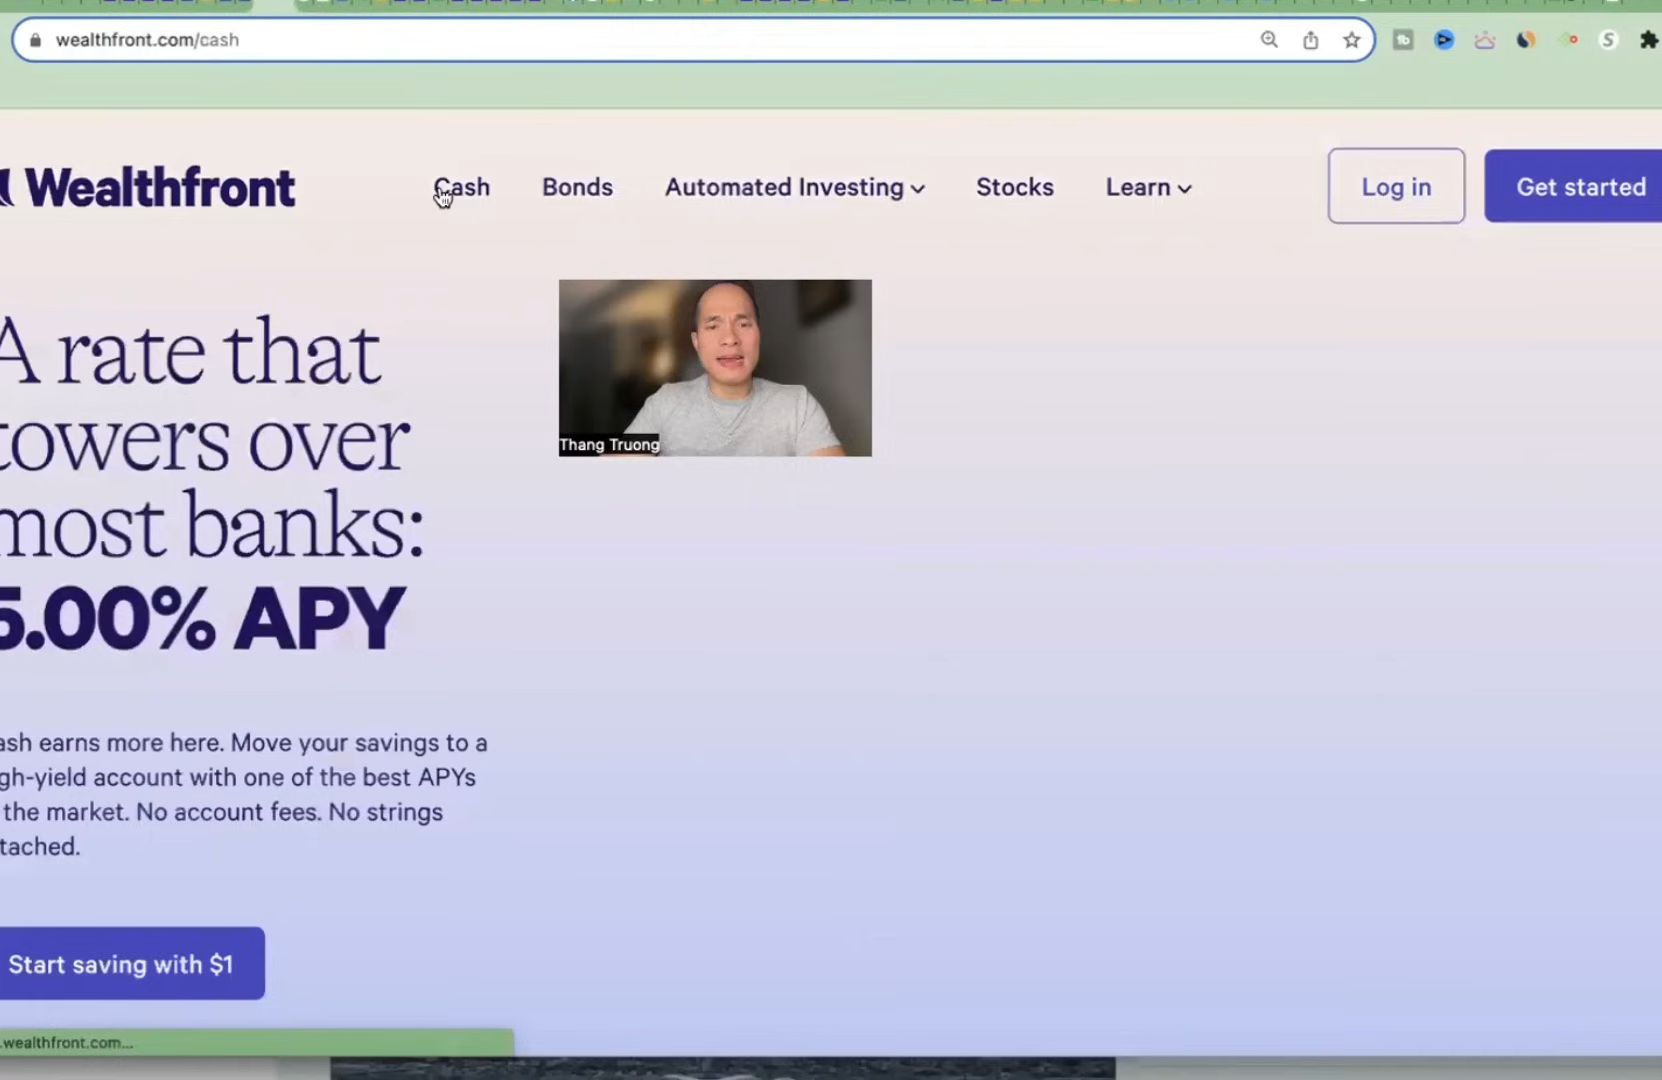 wealthfront.com/cash
Wealthfront
Cash
Bonds
Automated Investing
Stocks
Learn
Log in
Get started
A rate that
towers over
most banks:
5.00% APY
Thang Truong
ash earns more here. Move your savings to a
gh-yield account with one of the best APYs
the market. No account fees. No strings
tached.
Start saving with $1
.wealthfront.com...